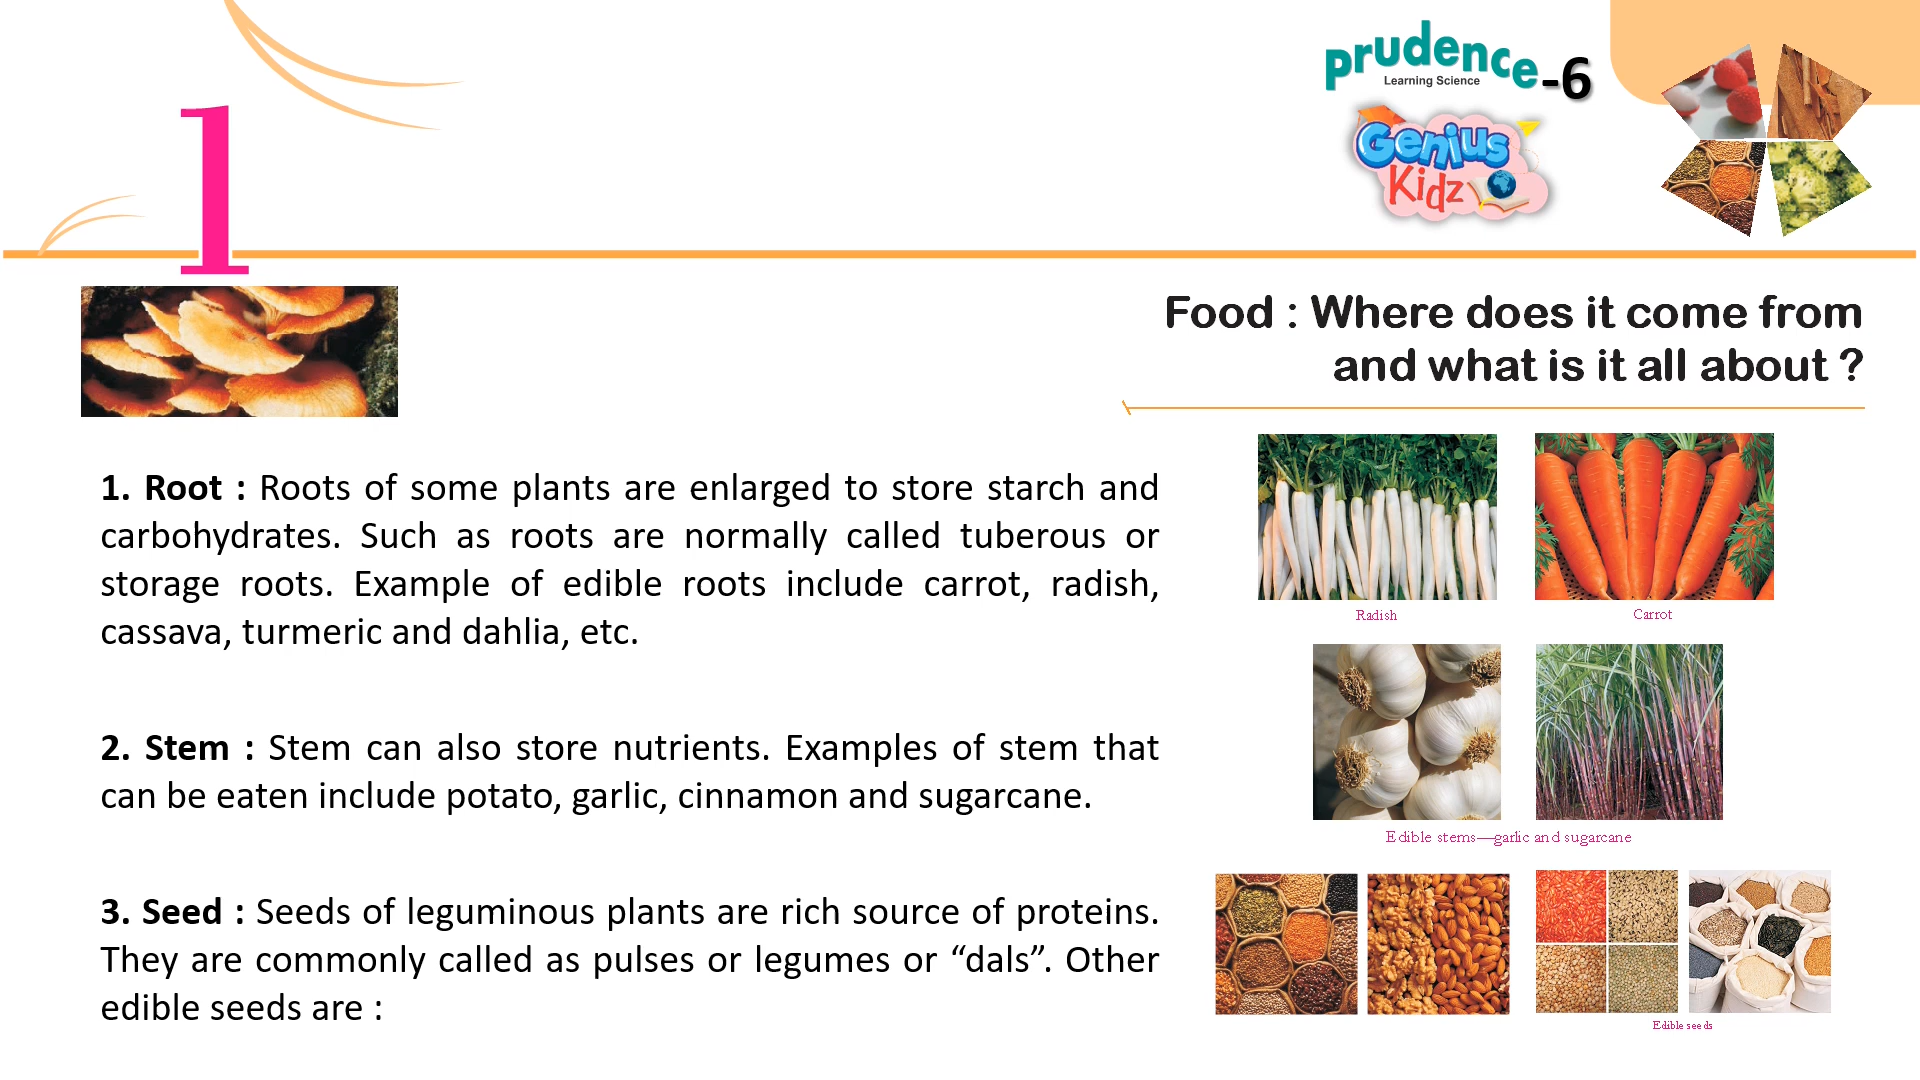 prudence-6
Learning Science
Genius
Kidz
1
Food : Where does it come from
and what is it all about ?
1. Root : Roots of some plants are enlarged to store starch and
carbohydrates. Such as roots are normally called tuberous or
storage roots. Example of edible roots include carrot, radish,
cassava, turmeric and dahlia, etc.
2. Stem : Stem can also store nutrients. Examples of stem that
can be eaten include potato, garlic, cinnamon and sugarcane.
3. Seed : Seeds of leguminous plants are rich source of proteins.
They are commonly called as pulses or legumes or “dals”. Other
edible seeds are :
Radish
Carrot
Edible stems—garlic and sugarcane
Edible seeds